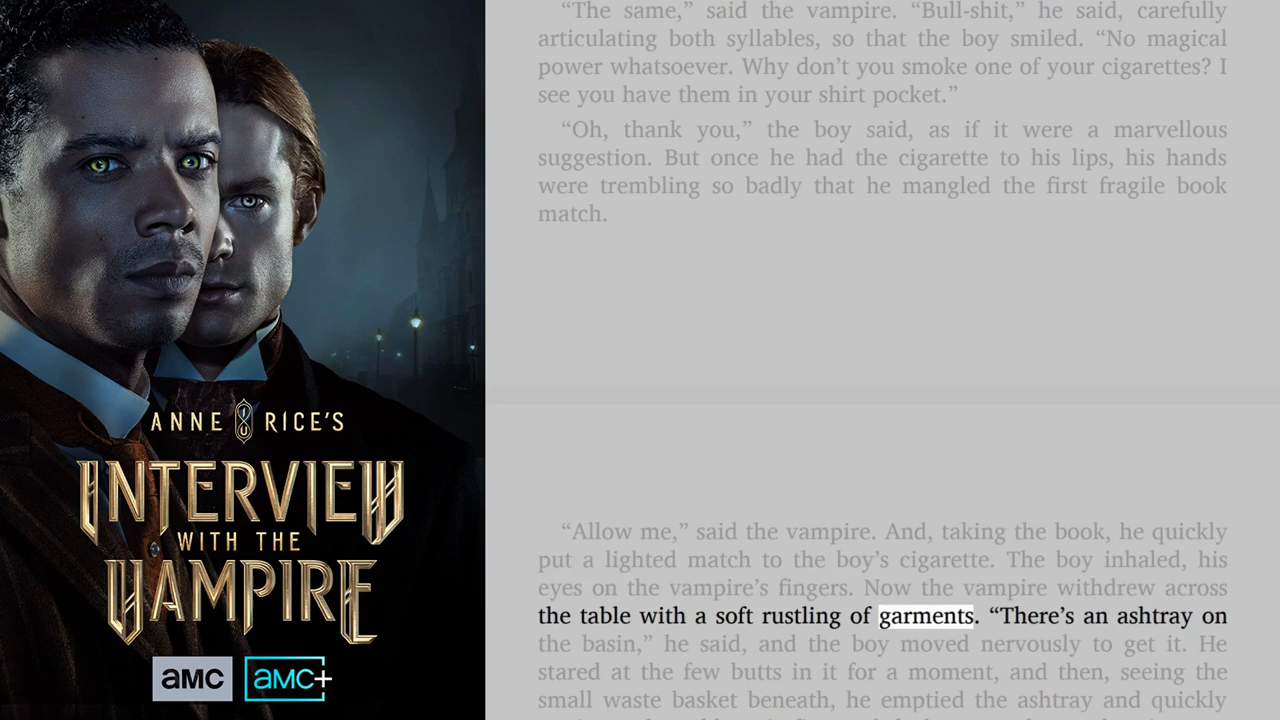 ANNE RICE'S
INTERVIEW
WITH THE
VAMPIRE
amc
amc+
“The same,” said the vampire. “Bull-shit,” he said, carefully
articulating both syllables, so that the boy smiled. “No magical
power whatsoever. Why don’t you smoke one of your cigarettes? I
see you have them in your shirt pocket.”
“Oh, thank you,” the boy said, as if it were a marvellous
suggestion. But once he had the cigarette to his lips, his hands
were trembling so badly that he mangled the first fragile book
match.
“Allow me,” said the vampire. And, taking the book, he quickly
put a lighted match to the boy’s cigarette. The boy inhaled, his
eyes on the vampire’s fingers. Now the vampire withdrew across
the table with a soft rustling of garments. “There’s an ashtray on
the basin,” he said, and the boy moved nervously to get it. He
stared at the few butts in it for a moment, and then, seeing the
small waste basket beneath, he emptied the ashtray and quickly